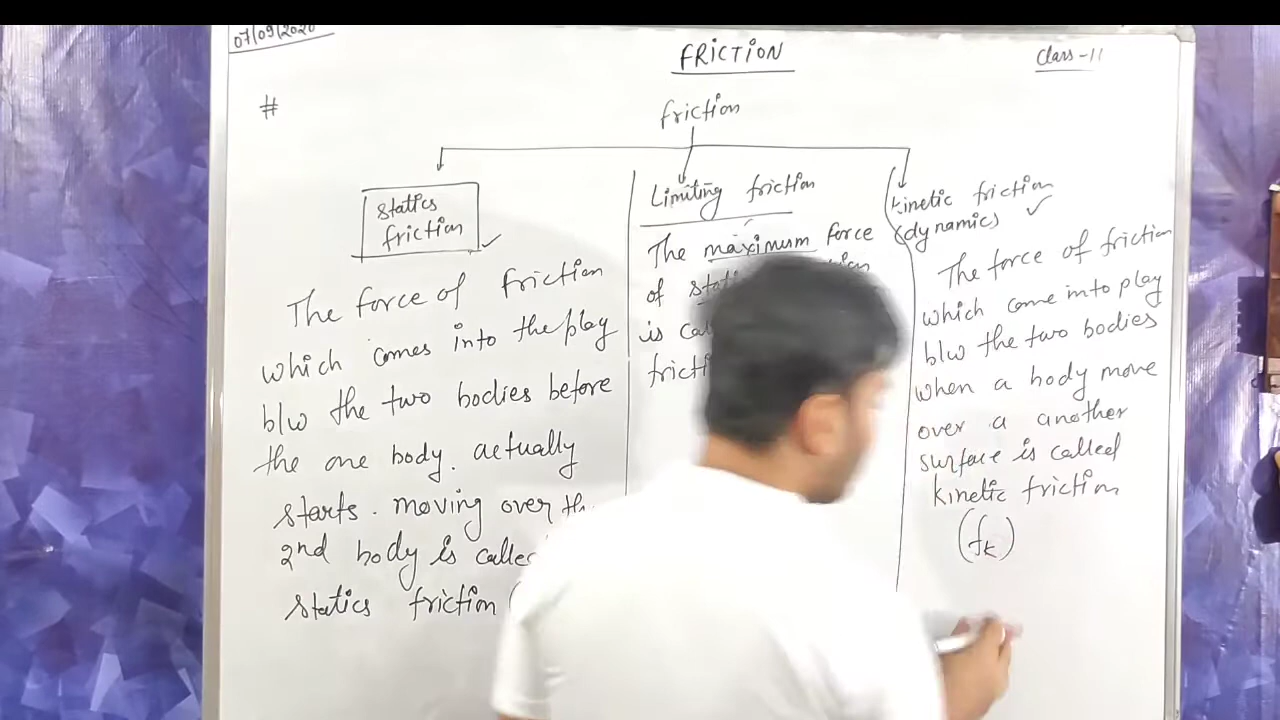 07/09/2020
FRICTION
Class-11
#
friction
statics
friction
The force of friction
which comes into the play
b/w the two bodies before
the one body. actually
starts. moving over
2nd body is called
statics friction
Limiting friction
The maximum force
of
is
kinetic friction
(dynamics)
The force of friction
which come into play
b/w the two bodies
when a body move
over a another
surface is called
kinetic friction
(fk)